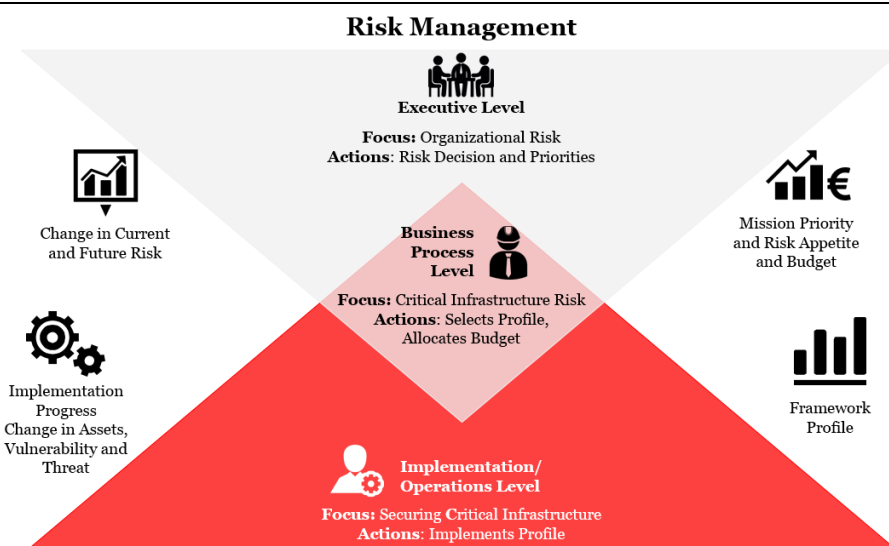 Risk Management
Executive Level
Focus: Organizational Risk
Actions: Risk Decision and Priorities
Change in Current
and Future Risk
Mission Priority
and Risk Appetite
and Budget
Business
Process
Level
Focus: Critical Infrastructure Risk
Actions: Selects Profile,
Allocates Budget
Implementation
Progress
Change in Assets,
Vulnerability and
Threat
Framework
Profile
Implementation/
Operations Level
Focus: Securing Critical Infrastructure
Actions: Implements Profile